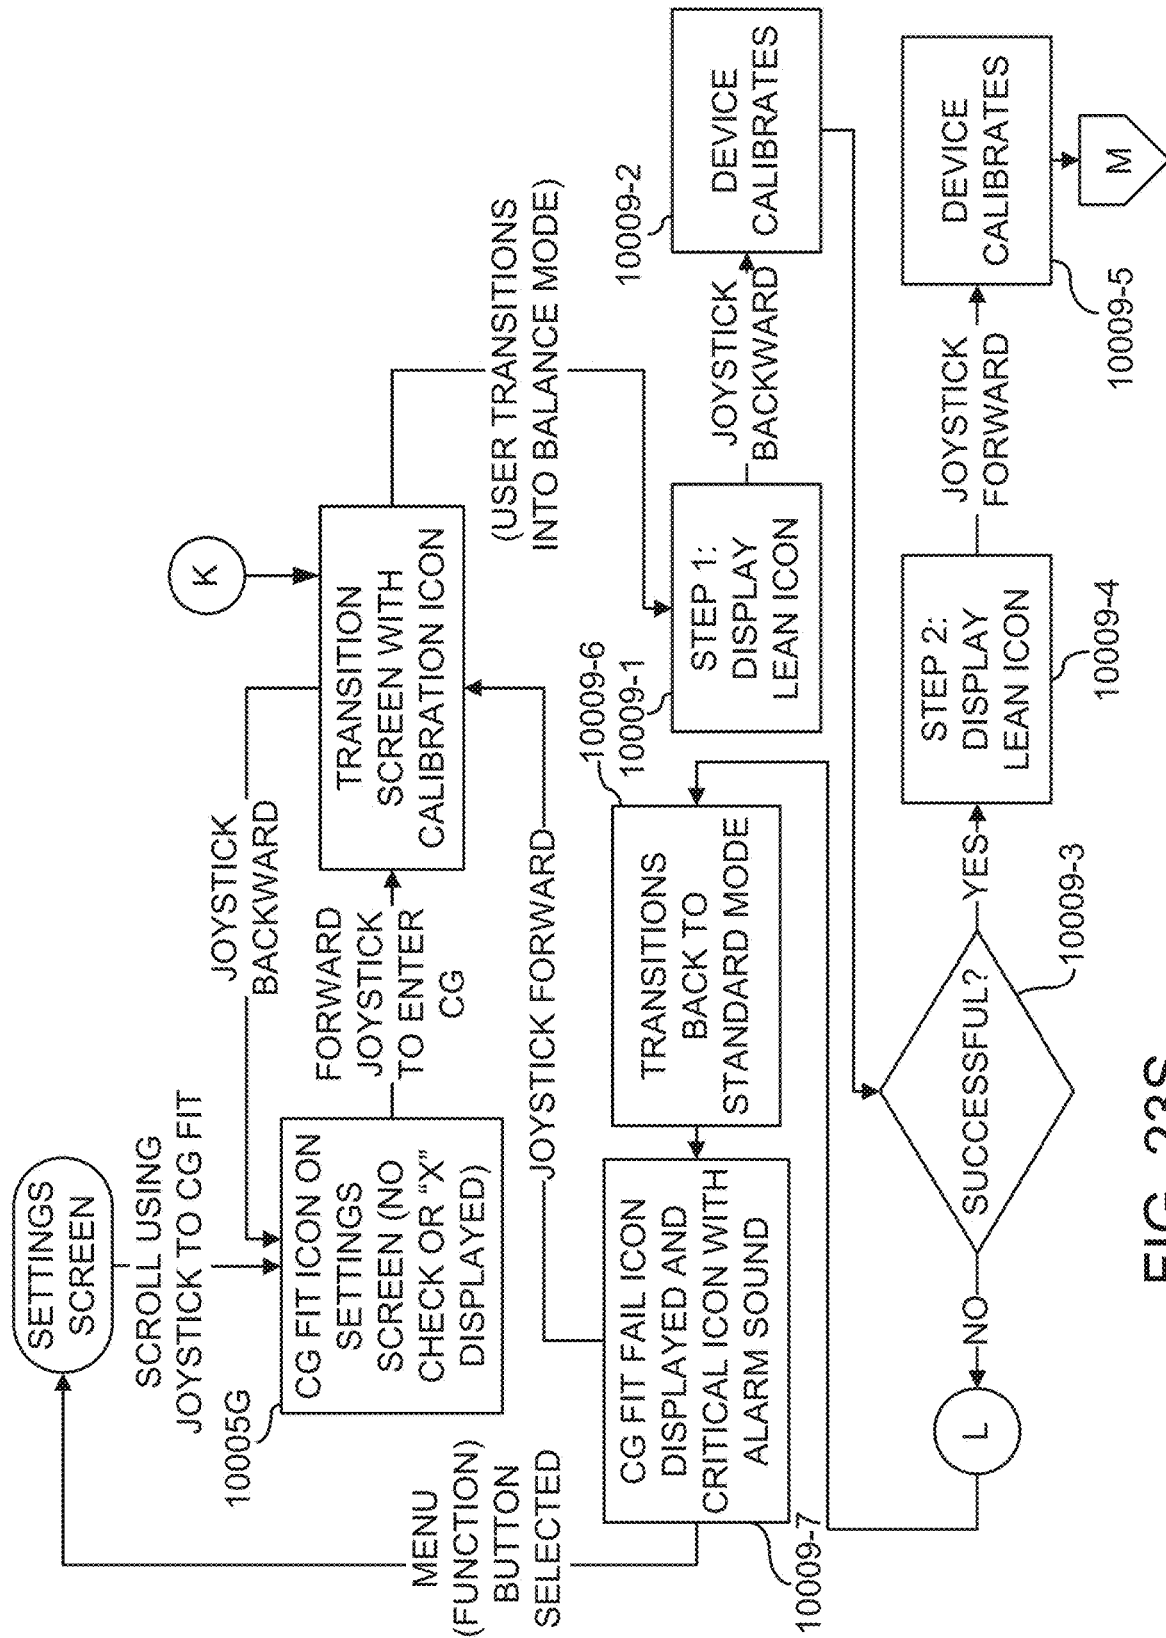 SETTINGS
SCREEN
SCROLL USING
JOYSTICK TO CG FIT
10005G
CG FIT ICON ON
SETTINGS
SCREEN (NO
CHECK OR "X"
DISPLAYED)
JOYSTICK
BACKWARD
FORWARD
JOYSTICK
TO ENTER
CG
K
TRANSITION
SCREEN WITH
CALIBRATION ICON
MENU
(FUNCTION)
BUTTON
SELECTED
JOYSTICK FORWARD
(USER TRANSITIONS
INTO BALANCE MODE)
10009-6
10009-1
10009-2
CG FIT FAIL ICON
DISPLAYED AND
CRITICAL ICON WITH
ALARM SOUND
10009-7
TRANSITIONS
BACK TO
STANDARD MODE
STEP 1:
DISPLAY
LEAN ICON
JOYSTICK
BACKWARD
DEVICE
CALIBRATES
L
NO
SUCCESSFUL?
10009-3
YES
STEP 2:
DISPLAY
LEAN ICON
10009-4
JOYSTICK
FORWARD
DEVICE
CALIBRATES
10009-5
M
FIG. 23S